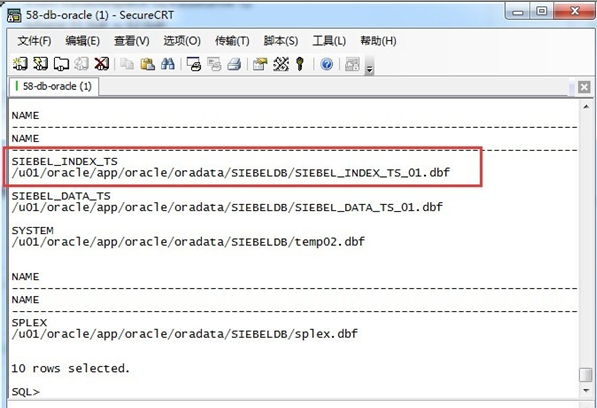 58-db-oracle (1) - SecureCRT
文件(F) 编辑(E) 查看(V) 选项(O) 传输(T) 脚本(S) 工具(L) 帮助(H)
58-db-oracle (1)
NAME
--------------------------------------------------------------------------------
NAME
--------------------------------------------------------------------------------
SIEBEL_INDEX_TS
/u01/oracle/app/oracle/oradata/SIEBELDB/SIEBEL_INDEX_TS_01.dbf
SIEBEL_DATA_TS
/u01/oracle/app/oracle/oradata/SIEBELDB/SIEBEL_DATA_TS_01.dbf
SYSTEM
/u01/oracle/app/oracle/oradata/SIEBELDB/temp02.dbf
NAME
--------------------------------------------------------------------------------
NAME
--------------------------------------------------------------------------------
SPLEX
/u01/oracle/app/oracle/oradata/SIEBELDB/splex.dbf
10 rows selected.
SQL>